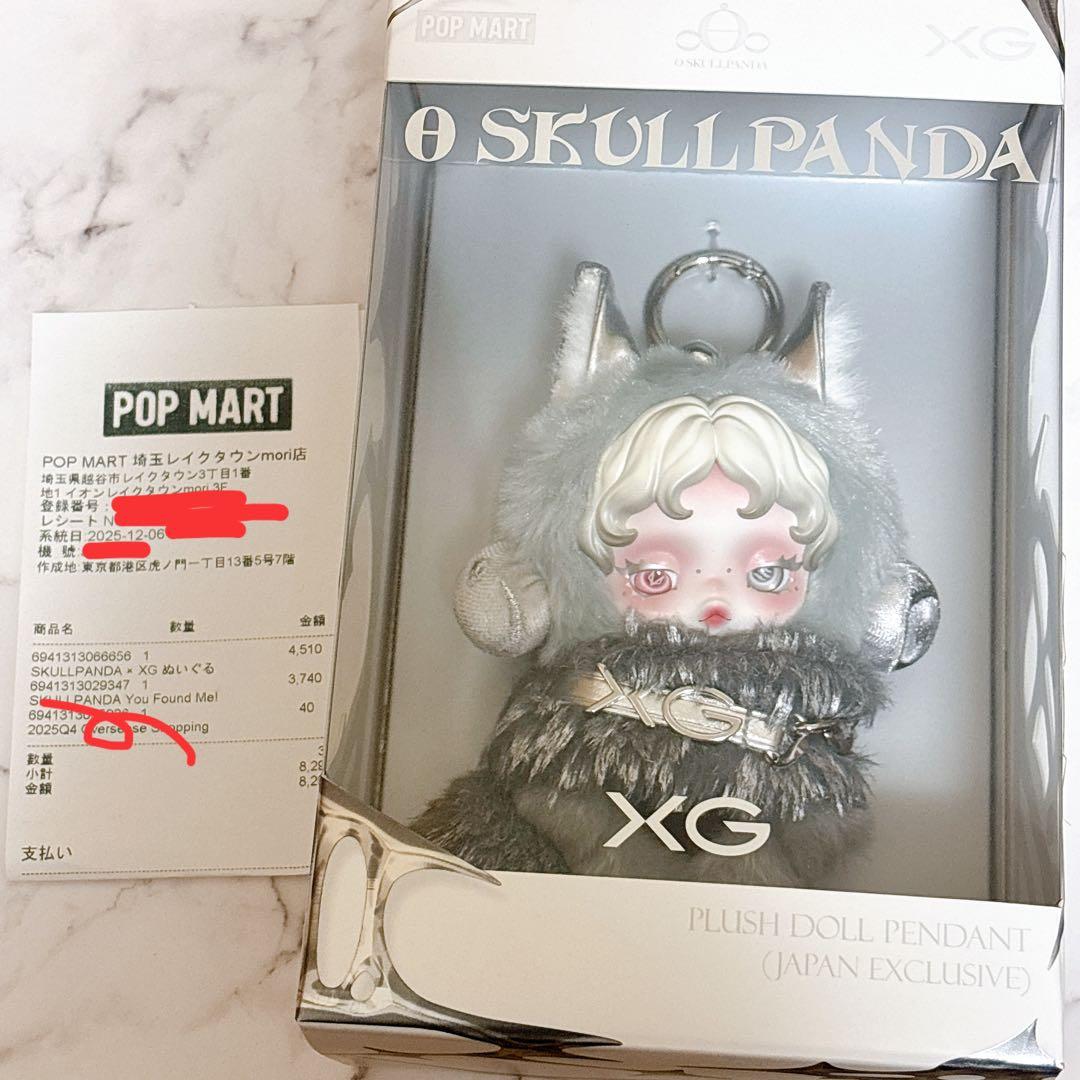 POP MART
SKULLPANDA
XG
SKULLPANDA
XG
XG
PLUSH DOLL PENDANT
(JAPAN EXCLUSIVE)
POP MART
POP MART 埼玉レイクタウンmori店
埼玉県越谷市レイクタウン3丁目1番
地1 イオンレイクタウンmori 3F
登録番号:
レシート N
系統日:2025-12-06
機 號:
作成地:東京都港区虎ノ門一丁目13番5号7階
商品名 数量 金額
6941313066656 1 4,510
SKULLPANDA × XG ぬいぐる
6941313029347 1 3,740
SKULLPANDA You Found Me!
1 40
2025Q4
數量 3
小計 8,29
金額 8,29
支払い